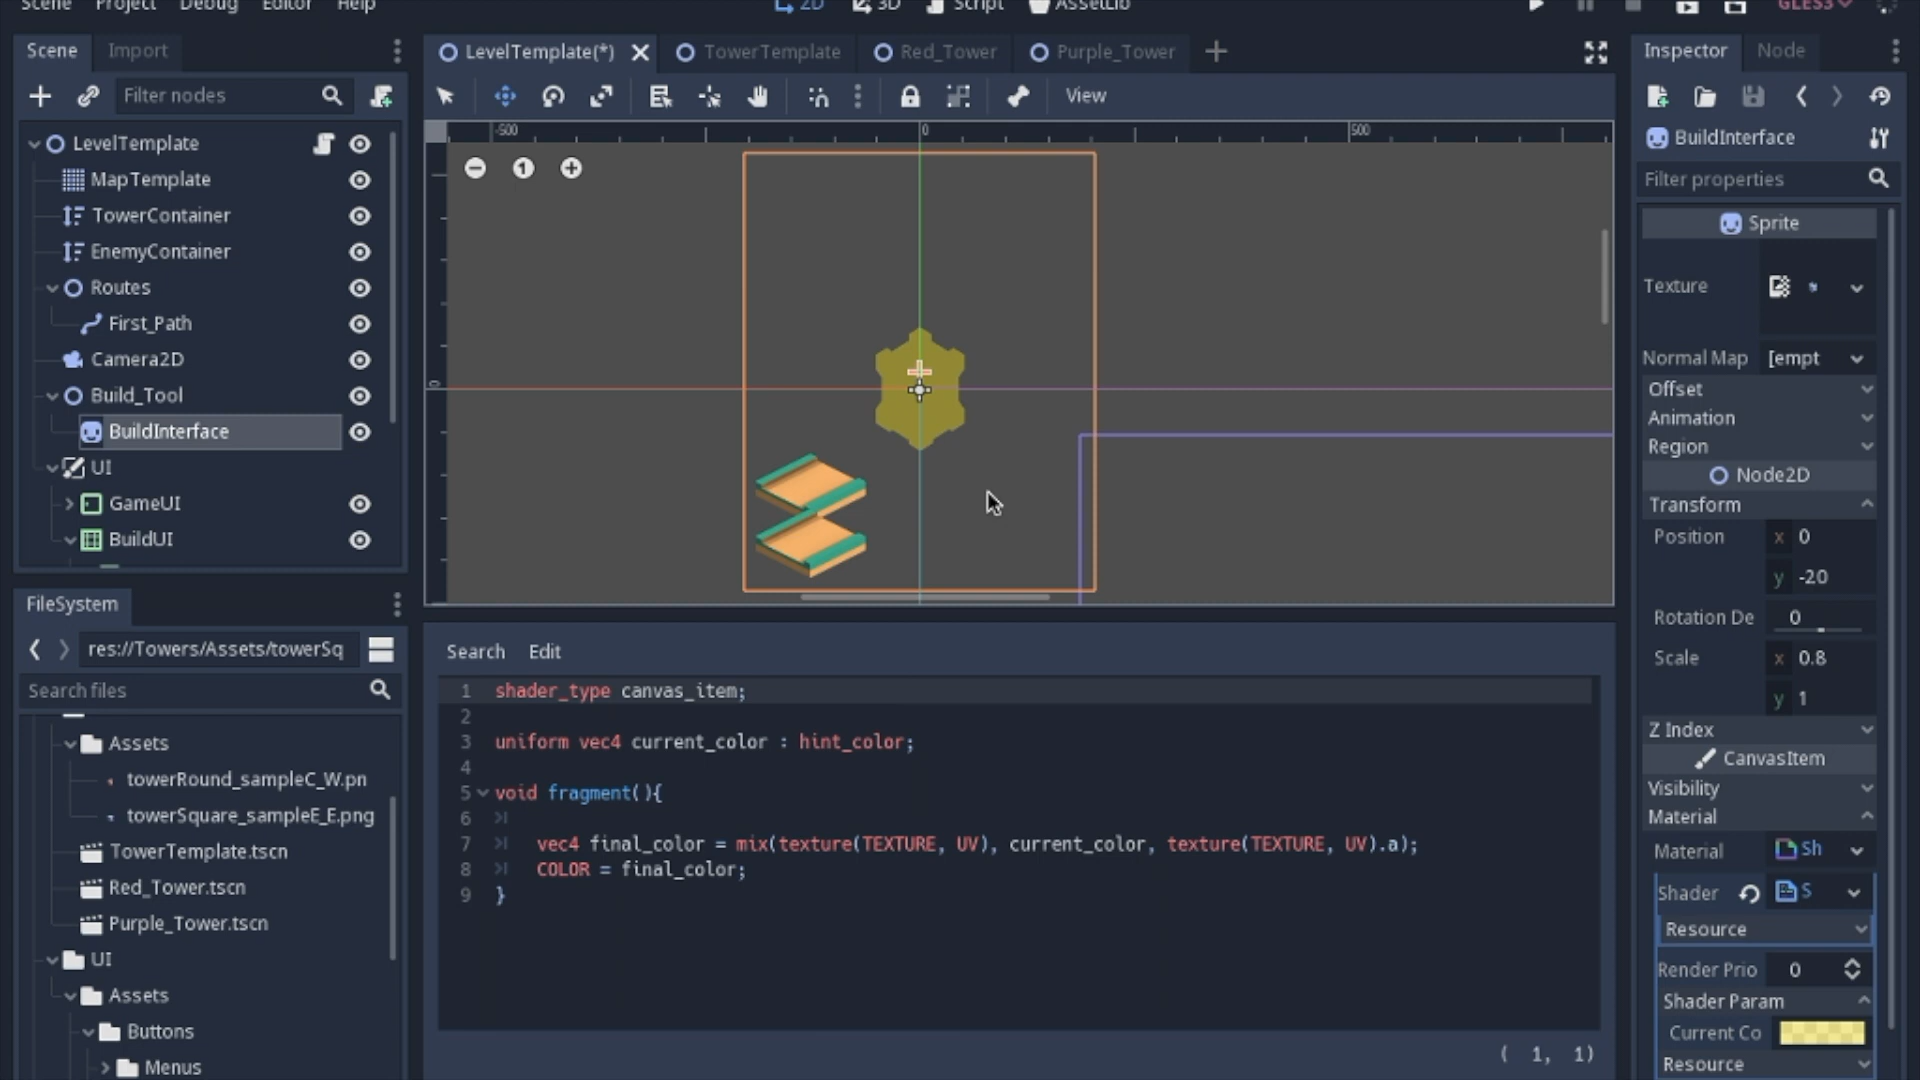 Scene Project Debug Editor Help
2D 3D Script AssetLib
GLES3
Scene Import
LevelTemplate(*) TowerTemplate Red_Tower Purple_Tower
Inspector Node
Filter nodes
View
LevelTemplate
MapTemplate
TowerContainer
EnemyContainer
Routes
First_Path
Camera2D
Build_Tool
BuildInterface
UI
GameUI
BuildUI
-500 0 500
0
1
FileSystem
res://Towers/Assets/towerSq
Search files
Assets
towerRound_sampleC_W.pn
towerSquare_sampleE_E.png
TowerTemplate.tscn
Red_Tower.tscn
Purple_Tower.tscn
UI
Assets
Buttons
Menus
Search Edit
1 shader_type canvas_item;
2
3 uniform vec4 current_color : hint_color;
4
5 void fragment(){
6
7 vec4 final_color = mix(texture(TEXTURE, UV), current_color, texture(TEXTURE, UV).a);
8 COLOR = final_color;
9 }
( 1, 1)
BuildInterface
Filter properties
Sprite
Texture
Normal Map [empt
Offset
Animation
Region
Node2D
Transform
Position x 0
y -20
Rotation De 0
Scale x 0.8
y 1
Z Index
CanvasItem
Visibility
Material
Material Sh
Shader S
Resource
Render Prio 0
Shader Param
Current Co
Resource